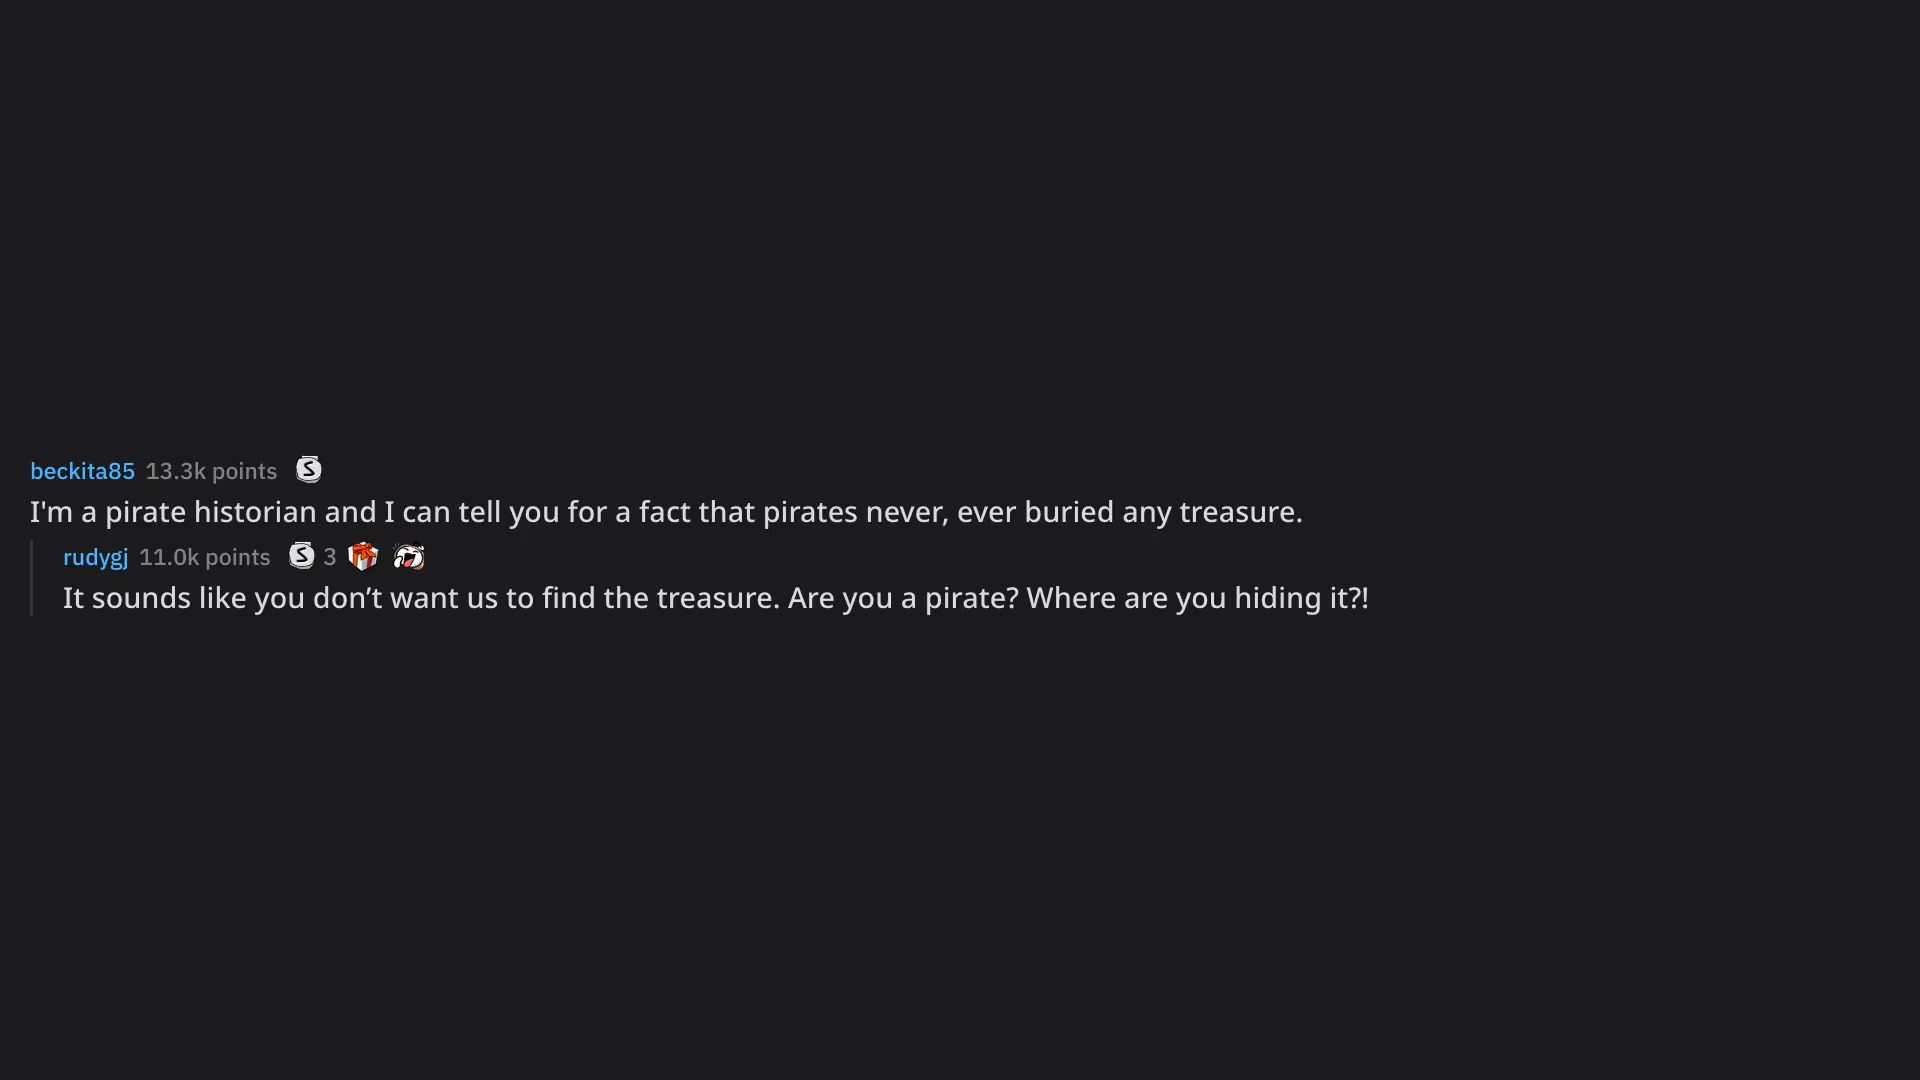 beckita85 13.3k points
I'm a pirate historian and I can tell you for a fact that pirates never, ever buried any treasure.
rudygj 11.0k points S 3
It sounds like you don’t want us to find the treasure. Are you a pirate? Where are you hiding it?!